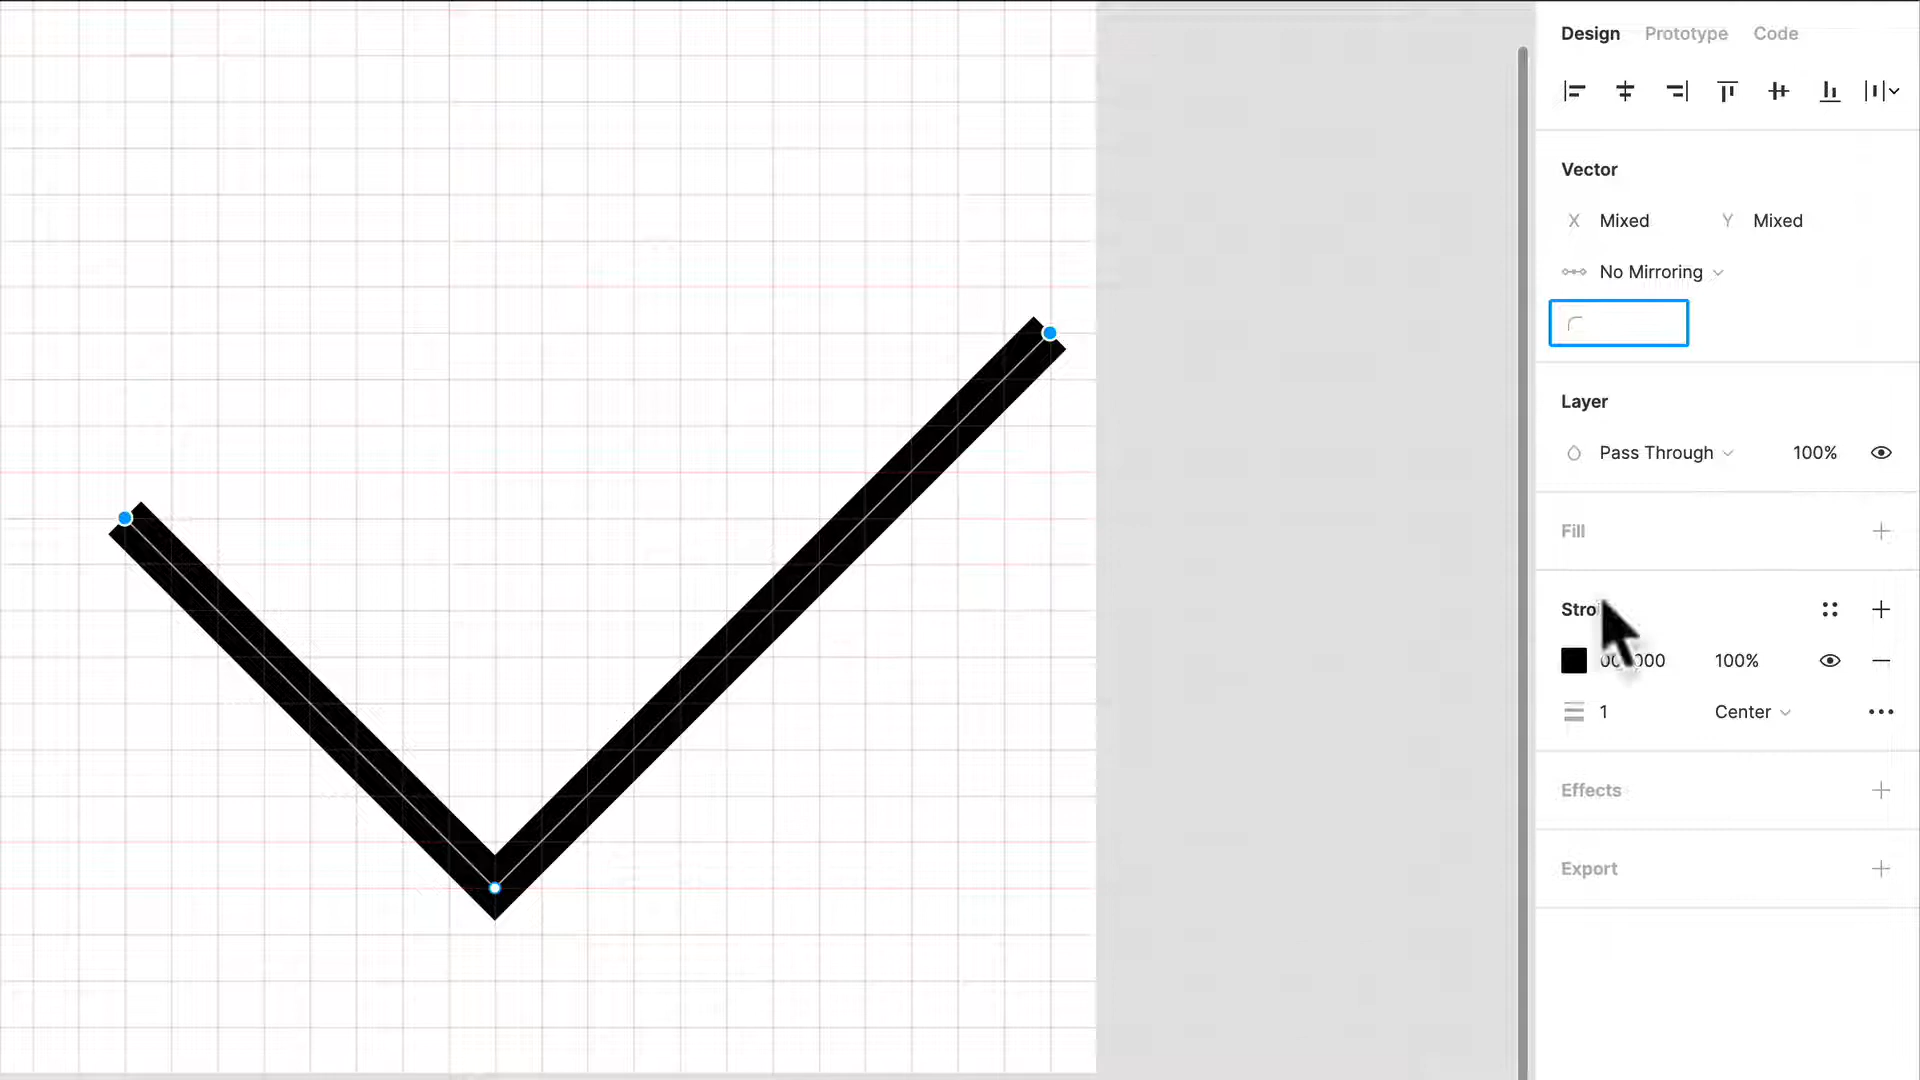 Design Prototype Code
Vector
X Mixed Y Mixed
No Mirroring
Layer
Pass Through 100%
Fill
100%
1 Center
Effects
Export